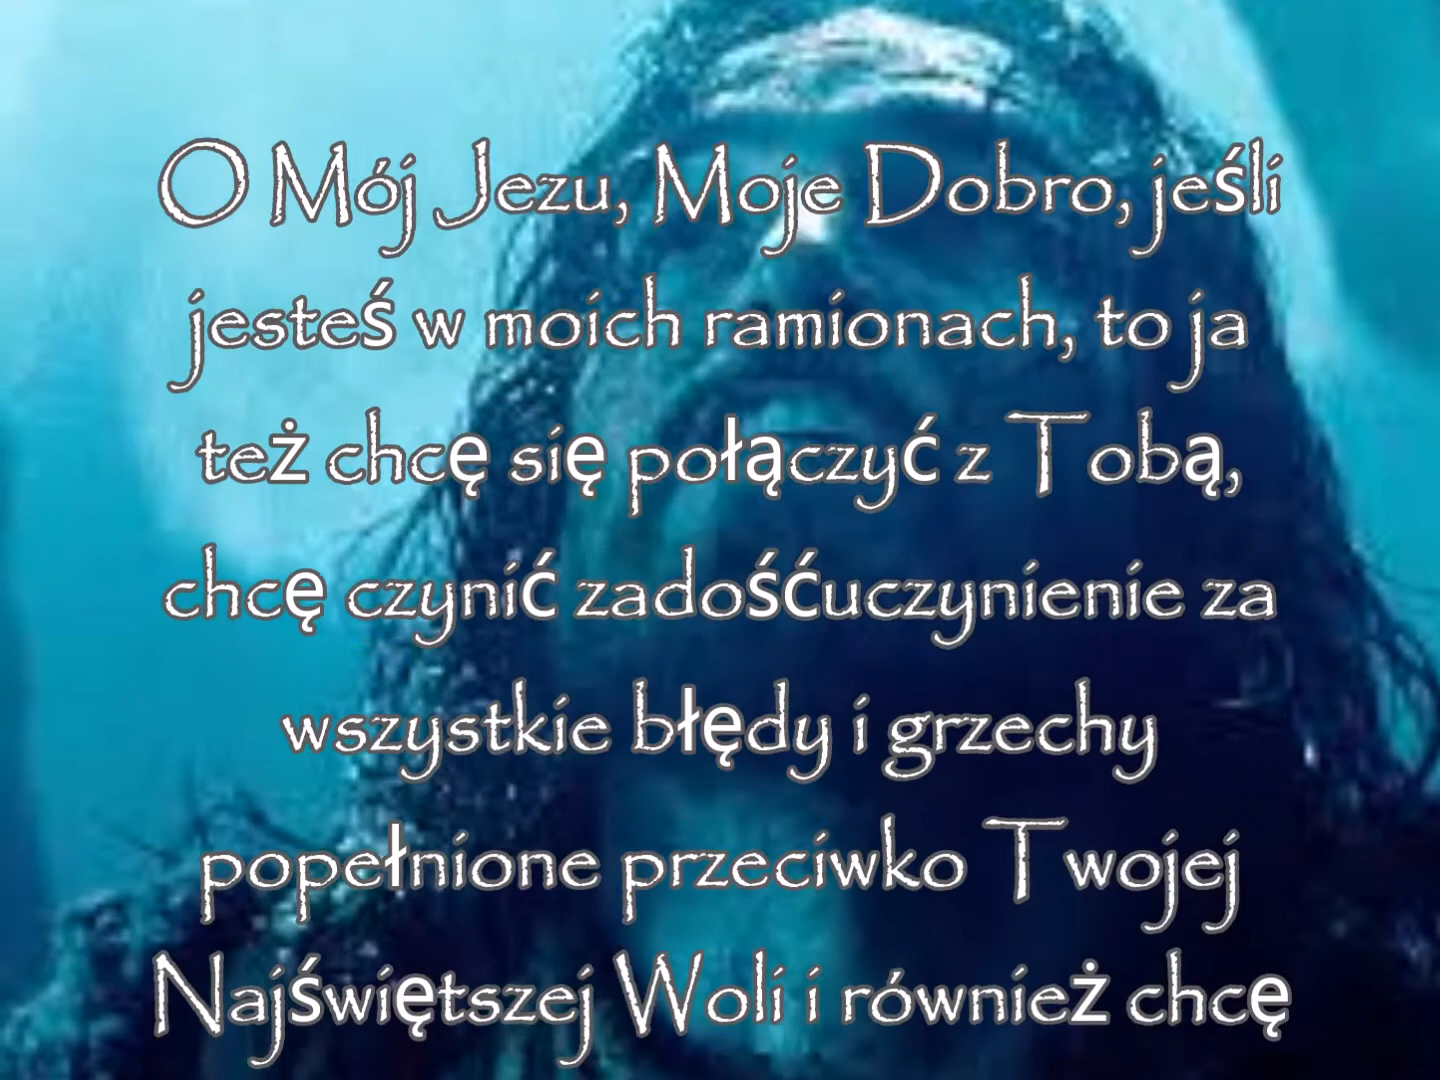 O Mój Jezu, Moje Dobro, jeśli
jesteś w moich ramionach, to ja
też chcę się połączyć z Tobą,
chcę czynić zadośćuczynienie za
wszystkie błędy i grzechy
popełnione przeciwko Twojej
Najświętszej Woli i również chcę